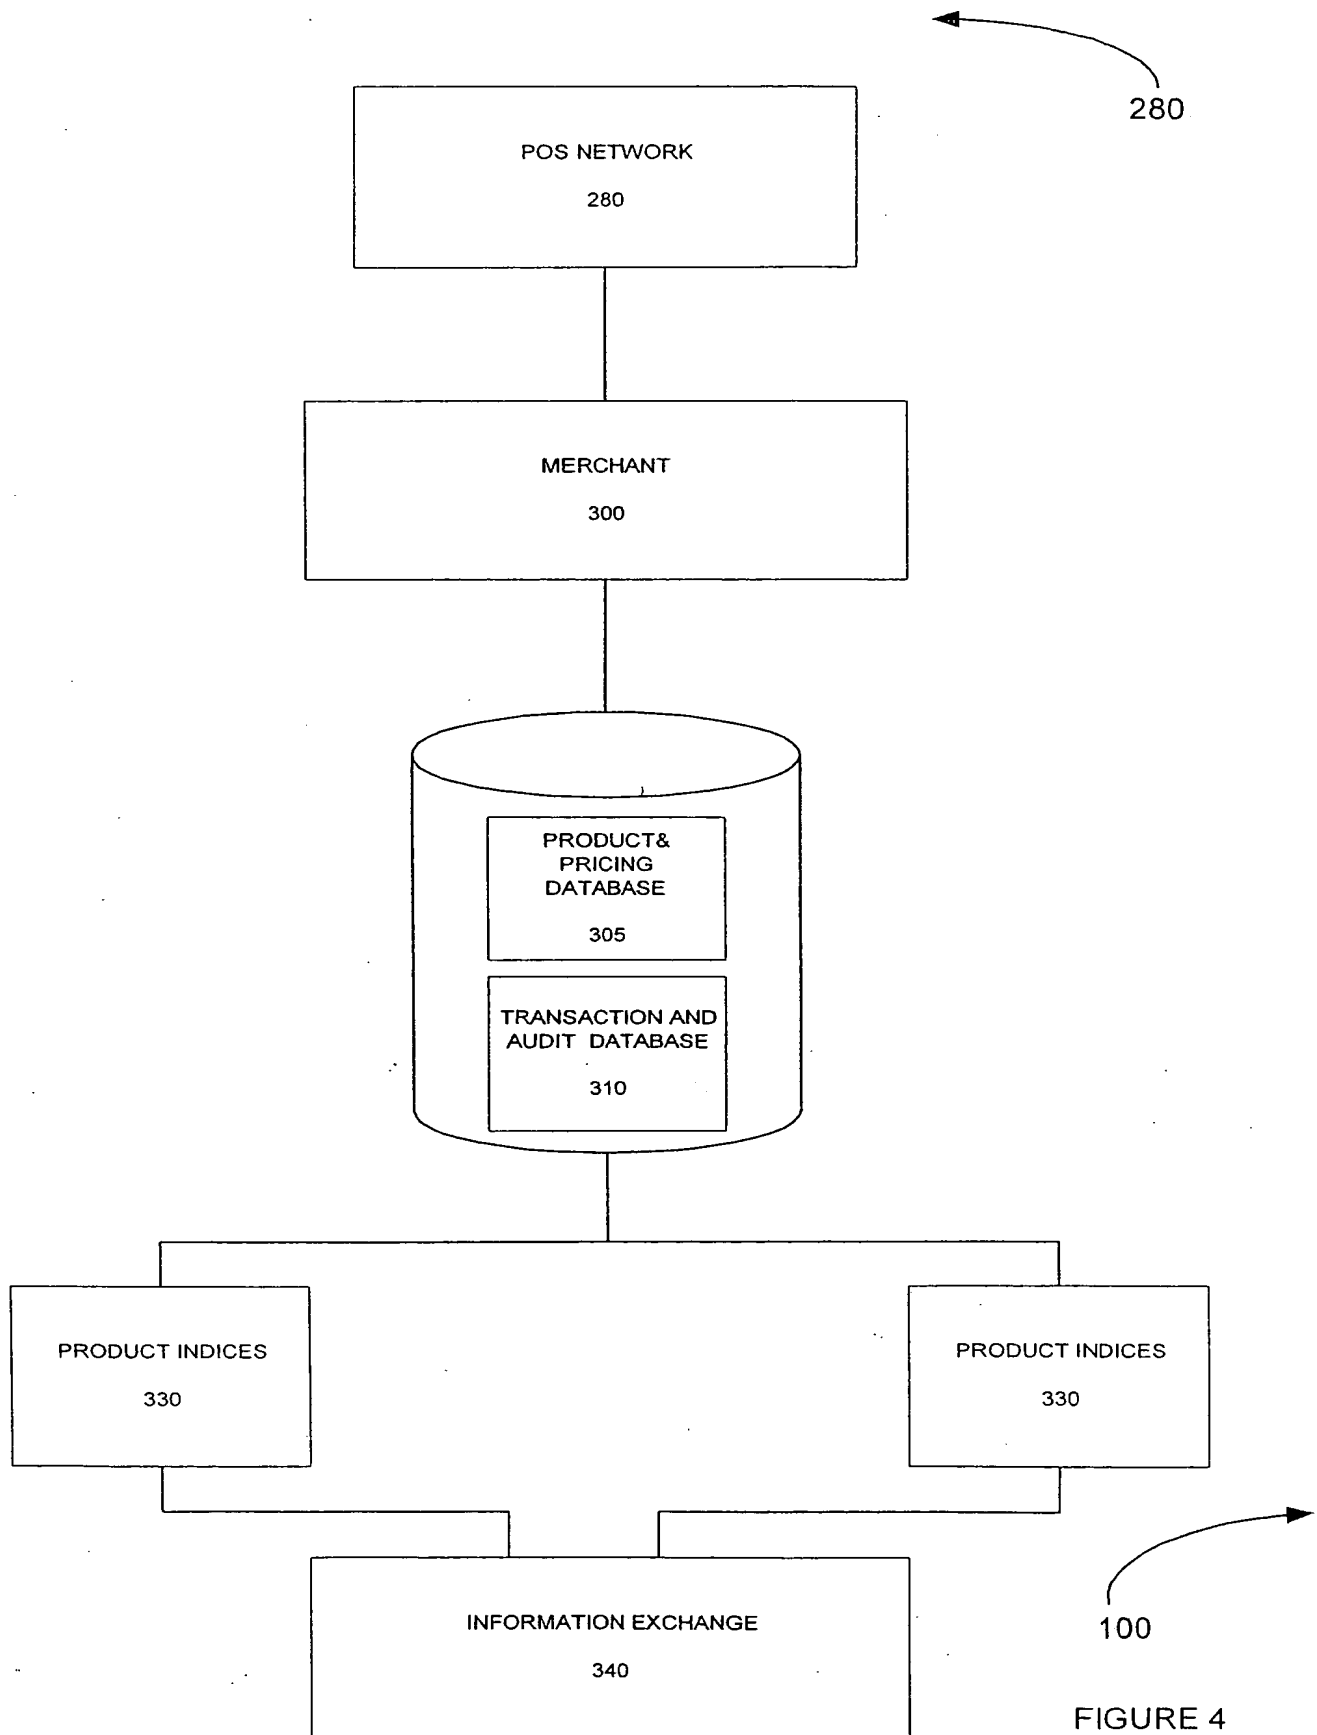 280
POS NETWORK
280
MERCHANT
300
PRODUCT&
PRICING
DATABASE
305
TRANSACTION AND
AUDIT DATABASE
310
PRODUCT INDICES
330
PRODUCT INDICES
330
INFORMATION EXCHANGE
340
100
FIGURE 4